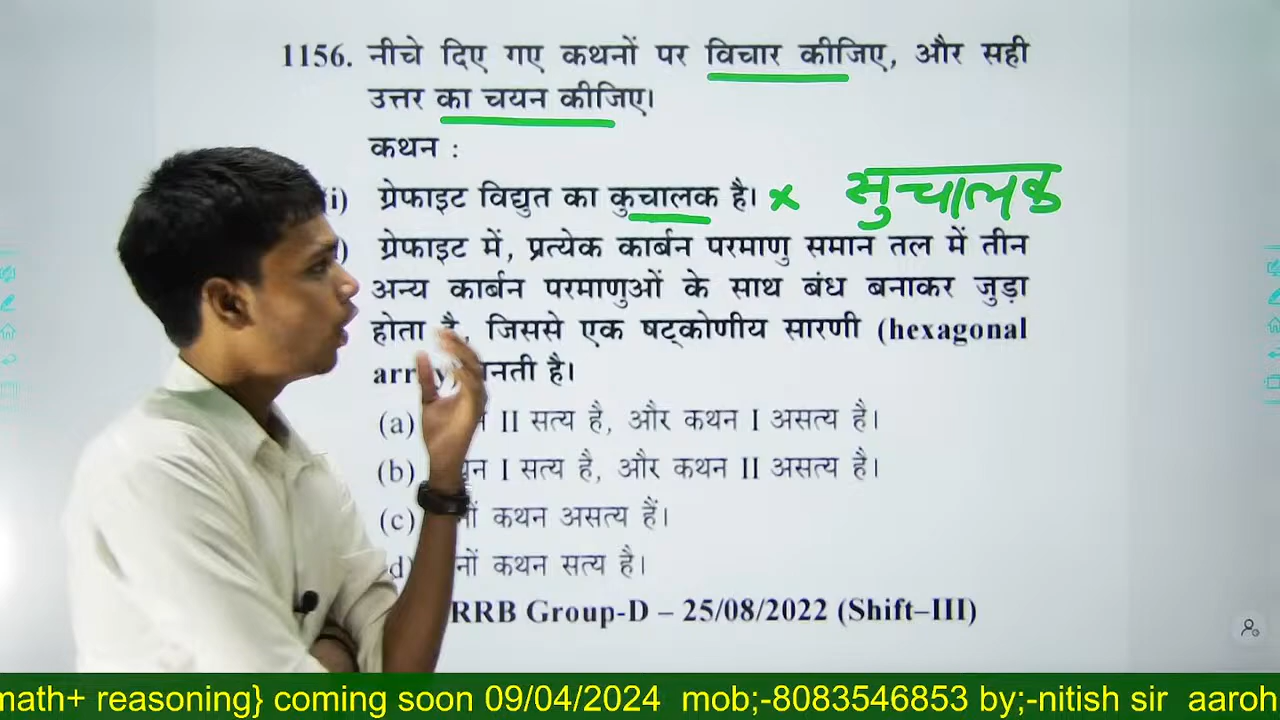 1156. नीचे दिए गए कथनों पर विचार कीजिए, और सही
उत्तर का चयन कीजिए।
कथन :
(i) ग्रेफाइट विद्युत का कुचालक है। × सुचालक
ग्रेफाइट में, प्रत्येक कार्बन परमाणु समान तल में तीन
अन्य कार्बन परमाणुओं के साथ बंध बनाकर जुड़ा
होता है, जिससे एक षट्कोणीय सारणी (hexagonal
बनती है।
(a) II सत्य है, और कथन I असत्य है।
(b) कथन I सत्य है, और कथन II असत्य है।
(c) कथन असत्य हैं।
(d) कथन सत्य है।
RRB Group-D – 25/08/2022 (Shift–III)
math+ reasoning} coming soon 09/04/2024 mob;-8083546853 by;-nitish sir aaroh